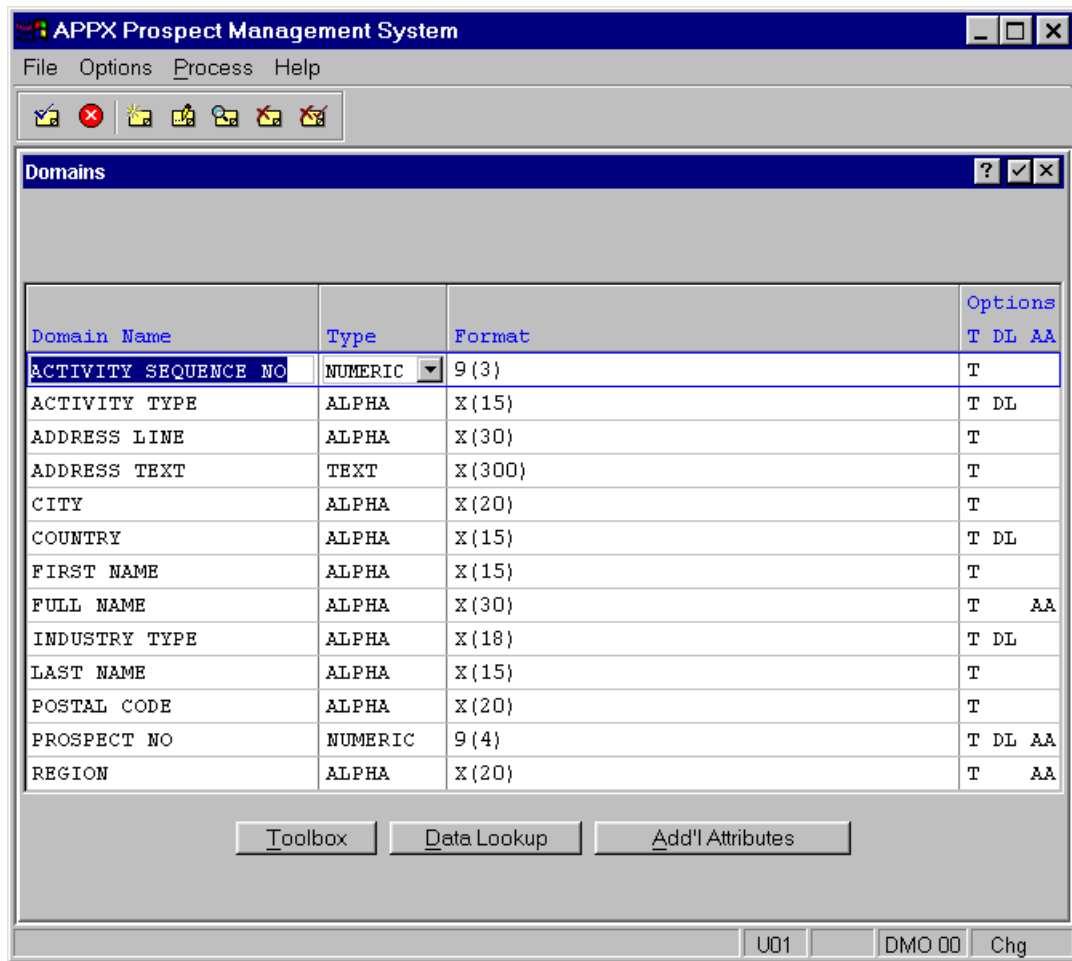 APPX Prospect Management System
File Options Process Help
Domains
Options
Domain Name Type Format T DL AA
ACTIVITY SEQUENCE NO NUMERIC 9(3) T
ACTIVITY TYPE ALPHA X(15) T DL
ADDRESS LINE ALPHA X(30) T
ADDRESS TEXT TEXT X(300) T
CITY ALPHA X(20) T
COUNTRY ALPHA X(15) T DL
FIRST NAME ALPHA X(15) T
FULL NAME ALPHA X(30) T AA
INDUSTRY TYPE ALPHA X(18) T DL
LAST NAME ALPHA X(15) T
POSTAL CODE ALPHA X(20) T
PROSPECT NO NUMERIC 9(4) T DL AA
REGION ALPHA X(20) T AA
Toolbox Data Lookup Add'l Attributes
U01 DMO 00 Chg